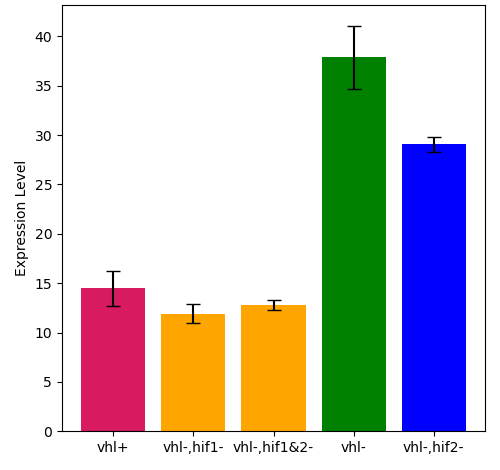 Expression Level
40
35
30
25
20
15
10
5
0
vhl+
vhl-,hif1-
vhl-,hif1&2-
vhl-
vhl-,hif2-